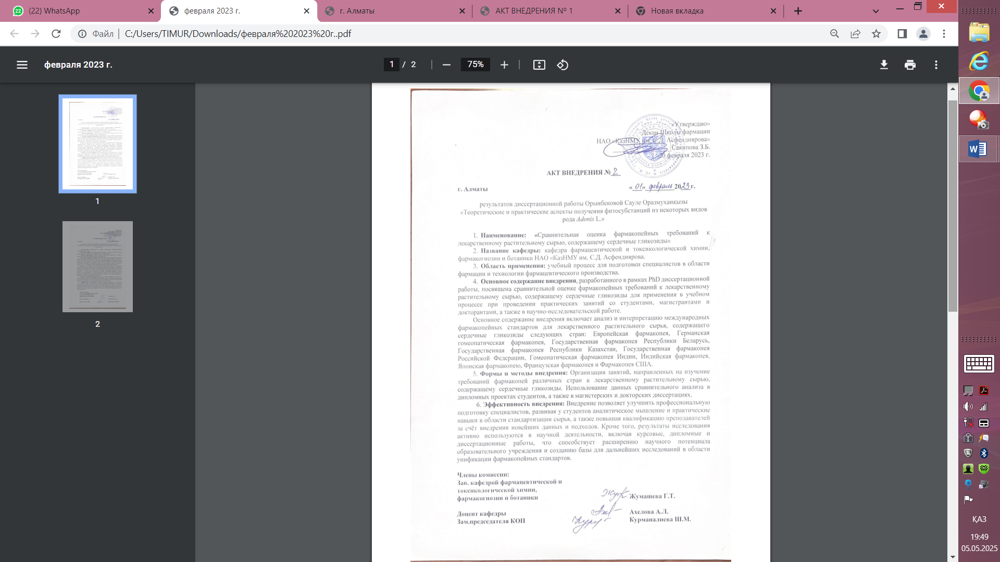 (22) WhatsApp
февраля 2023 г.
г. Алматы
АКТ ВНЕДРЕНИЯ № 1
Новая вкладка
Файл
C:/Users/TIMUR/Downloads/февраля%202023%20г..pdf
февраля 2023 г.
1 / 2
75%
1
2
«Утверждаю»
Декан Школы фармации
НАО «КазНМУ им. С.Д. Асфендиярова»
Сакипова З.Б.
февраля 2023 г.
АКТ ВНЕДРЕНИЯ № 2
г. Алматы
« 01 » февраль 2023 г.
результатов диссертационной работы Орынбековой Сауле Оразмуханқызы
«Теоретические и практические аспекты получения фитосубстанций из некоторых видов
рода Adonis L.»
1. Наименование: «Сравнительная оценка фармакопейных требований к
лекарственному растительному сырью, содержащему сердечные гликозиды»
2. Название кафедры: кафедра фармацевтической и токсикологической химии,
фармакогнозии и ботаники НАО «КазНМУ им. С.Д. Асфендиярова.
3. Область применения: учебный процесс для подготовки специалистов в области
фармации и технологии фармацевтического производства.
4. Основное содержание внедрения, разработанного в рамках PhD диссертационной
работы, посвящена сравнительной оценке фармакопейных требований к лекарственному
растительному сырью, содержащему сердечные гликозиды для применения в учебном
процессе при проведении практических занятий со студентами, магистрантами и
докторантами, а также в научно-исследовательской работе.
Основное содержание внедрения включает анализ и интерпретацию международных
фармакопейных стандартов для лекарственного растительного сырья, содержащего
сердечные гликозиды следующих стран: Европейская фармакопея, Германская
гомеопатическая фармакопея, Государственная фармакопея Республики Беларусь,
Государственная фармакопея Республики Казахстан, Государственная фармакопея
Российской Федерации, Гомеопатическая фармакопея Индии, Индийская фармакопея,
Японская фармакопею, Французская фармакопея и Фармакопея США.
5. Формы и методы внедрения: Организация занятий, направленных на изучение
требований фармакопей различных стран к лекарственному растительному сырью,
содержащему сердечные гликозиды. Использование данных сравнительного анализа в
дипломных проектах студентов, а также в магистерских и докторских диссертациях.
6. Эффективность внедрения: Внедрение позволяет улучшить профессиональную
подготовку специалистов, развивая у студентов аналитическое мышление и практические
навыки в области стандартизации сырья, а также повышая квалификацию преподавателей
за счёт внедрения новейших данных и подходов. Кроме того, результаты исследования
активно используются в научной деятельности, включая курсовые, дипломные и
диссертационные работы, что способствует расширению научного потенциала
образовательного учреждения и созданию базы для дальнейших исследований в области
унификации фармакопейных стандартов.
Члены комиссии:
Зав. кафедрой фармацевтической и
токсикологической химии,
фармакогнозии и ботаники
Жумашева Г.Т.
Доцент кафедры
Ахелова А.Л.
Зам.председателя КОП
Курманалиева Ш.М.
ҚАЗ
19:49
05.05.2025